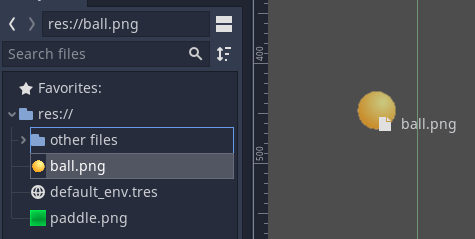 res://ball.png
Search files
Favorites:
res://
other files
ball.png
default_env.tres
paddle.png
400
500
ball.png